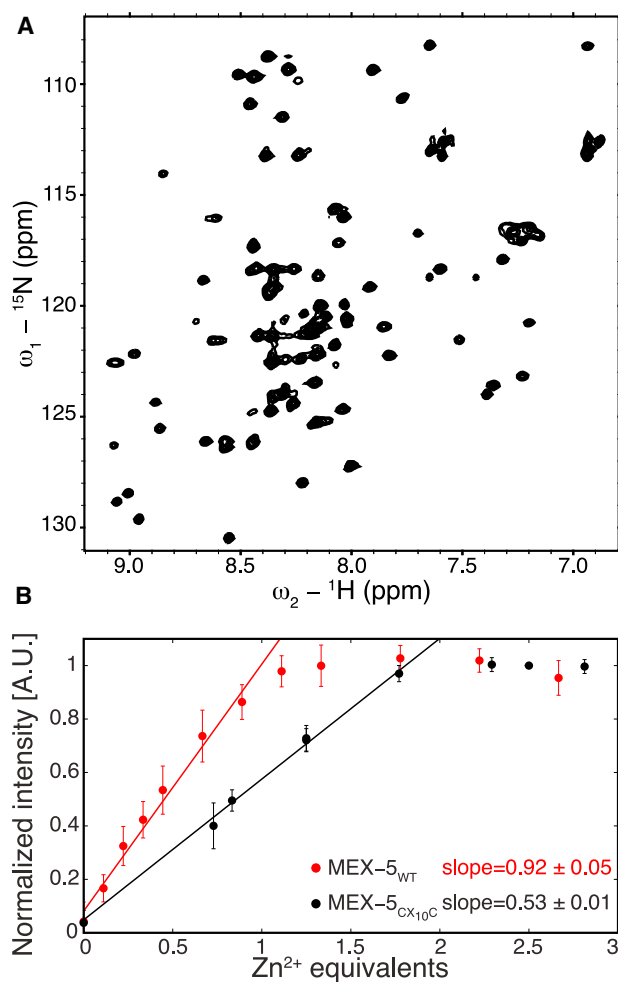 A
110
115
120
125
130
ω₁ – ¹⁵N (ppm)
9.0 8.5 8.0 7.5 7.0
ω₂ – ¹H (ppm)
B
Normalized intensity [A.U.]
1
0.8
0.6
0.4
0.2
0
MEX–5WT slope=0.92 ± 0.05
MEX–5CX₁₀C slope=0.53 ± 0.01
0 0.5 1 1.5 2 2.5 3
Zn²⁺ equivalents